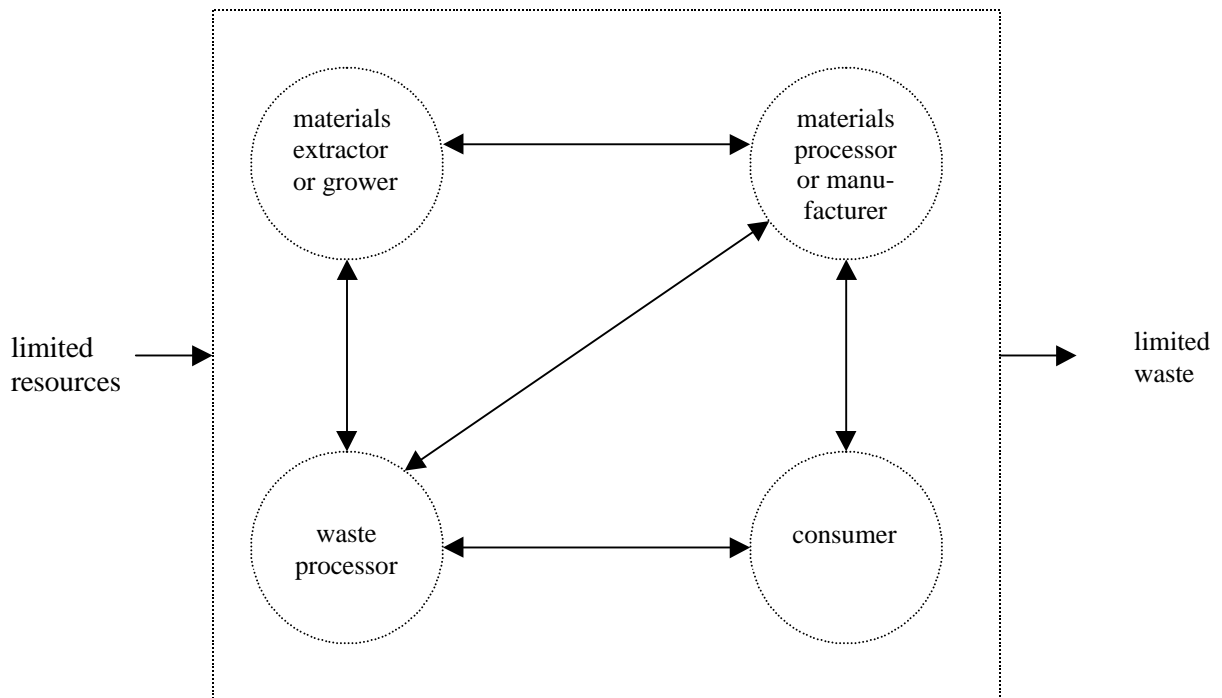 materials
extractor
or grower
materials
processor
or manu-
facturer
limited
resources
limited
waste
waste
processor
consumer